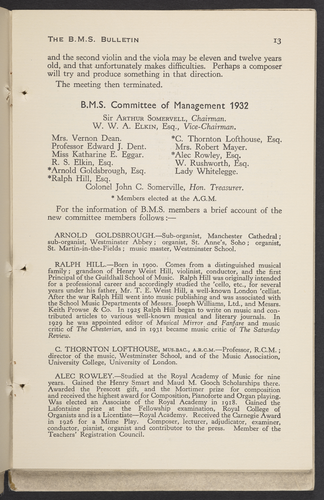 THE B.M.S. BULLETIN 13
and the second violin and the viola may be eleven and twelve years
old, and that unfortunately makes difficulties. Perhaps a composer
will try and produce something in that direction.
The meeting then terminated.
B.M.S. Committee of Management 1932
Sir ARTHUR SOMERVELL, Chairman.
W. W. A. ELKIN, Esq., Vice-Chairman.
Mrs. Vernon Dean. *C. Thornton Lofthouse, Esq.
Professor Edward J. Dent. Mrs. Robert Mayer.
Miss Katharine E. Eggar. *Alec Rowley, Esq.
R. S. Elkin, Esq. W. Rushworth, Esq.
*Arnold Goldsbrough, Esq. Lady Whitelegge.
*Ralph Hill, Esq.
Colonel John C. Somerville, Hon. Treasurer.
* Members elected at the A.G.M.
For the information of B.M.S. members a brief account of the
new committee members follows :—
ARNOLD GOLDSBROUGH.—Sub-organist, Manchester Cathedral;
sub-organist, Westminster Abbey; organist, St. Anne's, Soho; organist,
St. Martin-in-the-Fields; music master, Westminster School.
RALPH HILL.—Born in 1900. Comes from a distinguished musical
family; grandson of Henry Weist Hill, violinist, conductor, and the first
Principal of the Guildhall School of Music. Ralph Hill was originally intended
for a professional career and accordingly studied the 'cello, etc., for several
years under his father, Mr. T. E. Weist Hill, a well-known London 'cellist.
After the war Ralph Hill went into music publishing and was associated with
the School Music Departments of Messrs. Joseph Williams, Ltd., and Messrs.
Keith Prowse & Co. In 1925 Ralph Hill began to write on music and con-
tributed articles to various well-known musical and literary journals. In
1929 he was appointed editor of Musical Mirror and Fanfare and music
critic of The Chesterian, and in 1931 became music critic of The Saturday
Review.
C. THORNTON LOFTHOUSE, MUS.BAC., A.R.C.M.—Professor, R.C.M.;
director of the music, Westminster School, and of the Music Association,
University College, University of London.
ALEC ROWLEY.—Studied at the Royal Academy of Music for nine
years. Gained the Henry Smart and Maud M. Gooch Scholarships there.
Awarded the Prescott gift, and the Mortimer prize for composition
and received the highest award for Composition, Pianoforte and Organ playing.
Was elected an Associate of the Royal Academy in 1918. Gained the
Lafontaine prize at the Fellowship examination, Royal College of
Organists and is a Licentiate—Royal Academy. Received the Carnegie Award
in 1926 for a Mime Play. Composer, lecturer, adjudicator, examiner,
conductor, pianist, organist and contributor to the press. Member of the
Teachers' Registration Council.